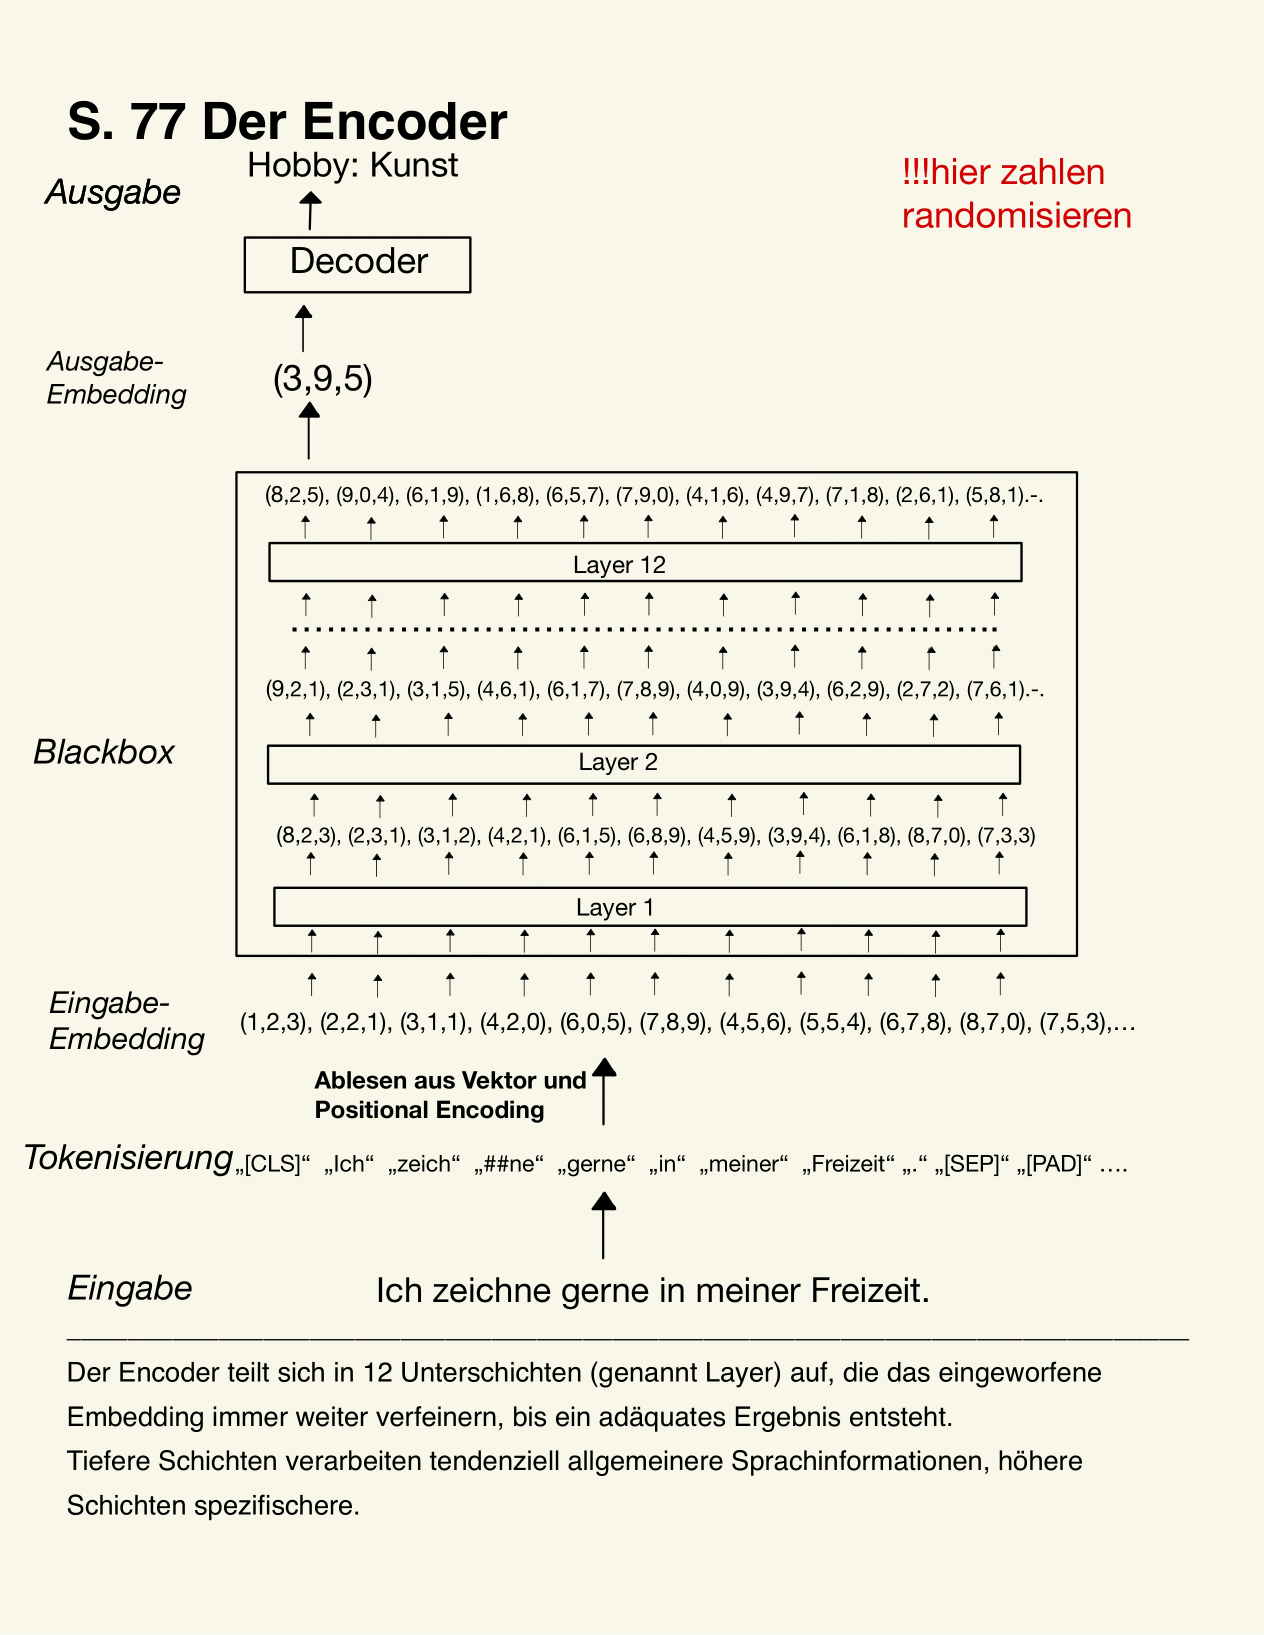 S. 77 Der Encoder
Hobby: Kunst
Ausgabe
!!!hier zahlen
randomisieren
Decoder
Ausgabe-
Embedding
(3,9,5)
(8,2,5), (9,0,4), (6,1,9), (1,6,8), (6,5,7), (7,9,0), (4,1,6), (4,9,7), (7,1,8), (2,6,1), (5,8,1).-.
Layer 12
(9,2,1), (2,3,1), (3,1,5), (4,6,1), (6,1,7), (7,8,9), (4,0,9), (3,9,4), (6,2,9), (2,7,2), (7,6,1).-.
Blackbox
Layer 2
(8,2,3), (2,3,1), (3,1,2), (4,2,1), (6,1,5), (6,8,9), (4,5,9), (3,9,4), (6,1,8), (8,7,0), (7,3,3)
Layer 1
Eingabe-
Embedding
(1,2,3), (2,2,1), (3,1,1), (4,2,0), (6,0,5), (7,8,9), (4,5,6), (5,5,4), (6,7,8), (8,7,0), (7,5,3),…
Ablesen aus Vektor und
Positional Encoding
Tokenisierung „[CLS]“ „Ich“ „zeich“ „##ne“ „gerne“ „in“ „meiner“ „Freizeit“ „.“ „[SEP]“ „[PAD]“ ….
Eingabe
Ich zeichne gerne in meiner Freizeit.
Der Encoder teilt sich in 12 Unterschichten (genannt Layer) auf, die das eingeworfene
Embedding immer weiter verfeinern, bis ein adäquates Ergebnis entsteht.
Tiefere Schichten verarbeiten tendenziell allgemeinere Sprachinformationen, höhere
Schichten spezifischere.